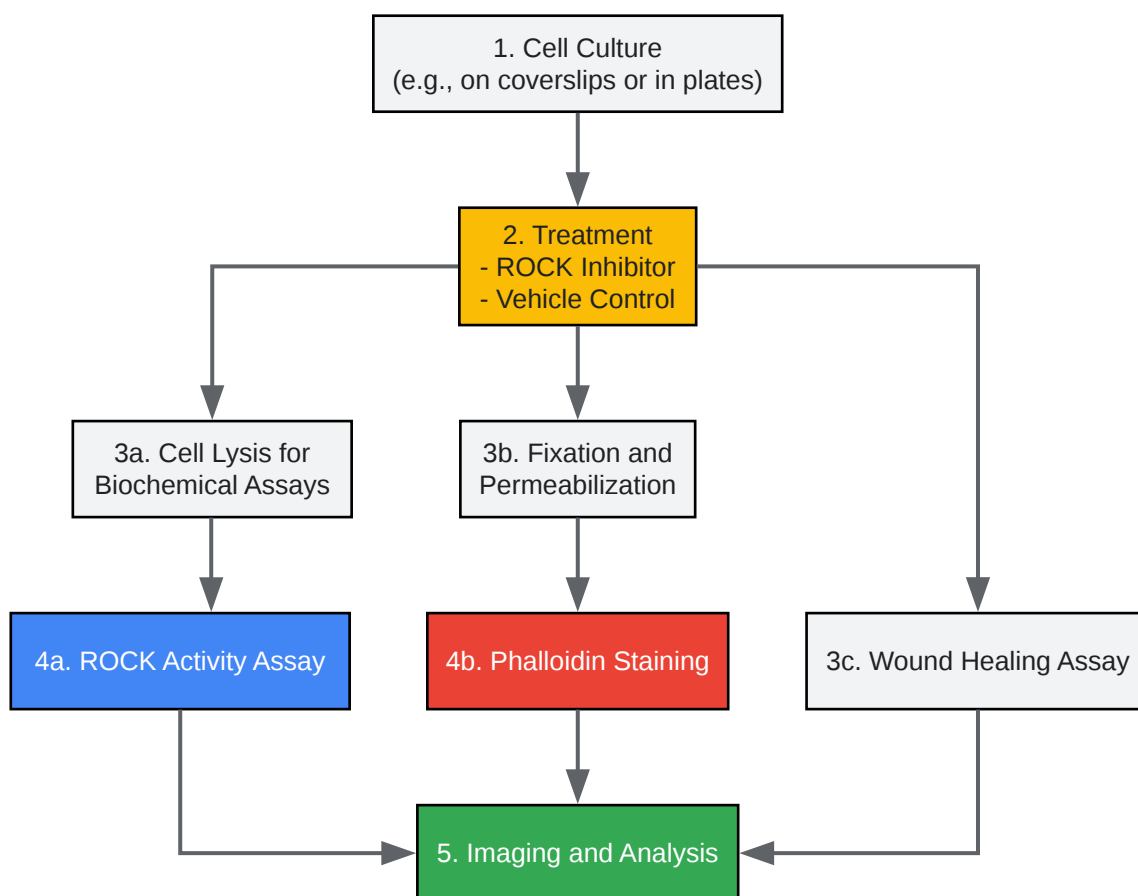 1. Cell Culture
(e.g., on coverslips or in plates)
2. Treatment
- ROCK Inhibitor
- Vehicle Control
3a. Cell Lysis for
Biochemical Assays
3b. Fixation and
Permeabilization
4a. ROCK Activity Assay
4b. Phalloidin Staining
3c. Wound Healing Assay
5. Imaging and Analysis